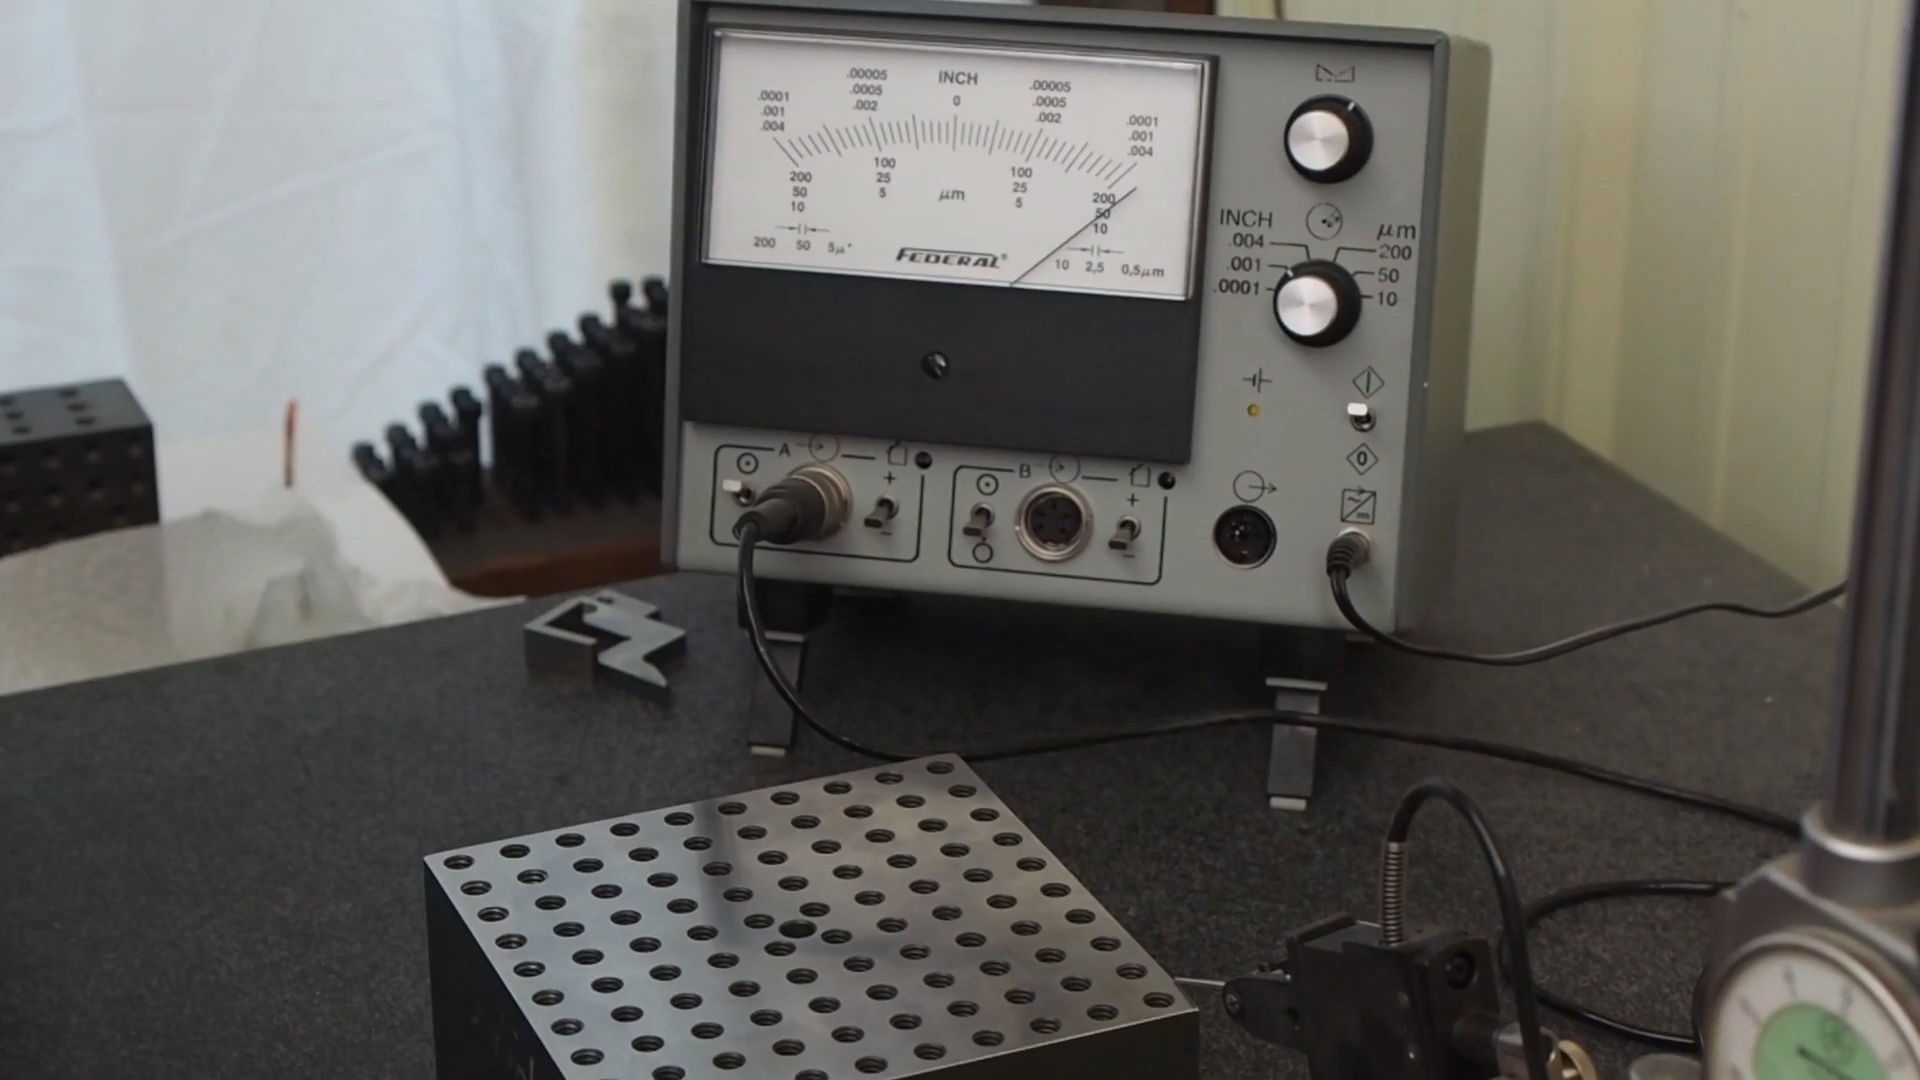 .00005 INCH .00005
.0001 .0005 0 .0005 .0001
.001 .002 .002 .001
.004 .004
100 100
200 25 25 200
50 5 μm 5 50
10 10
200 50 5μ" FEDERAL® 10 2,5 0,5μm
INCH μm
.004 200
.001 50
.0001 10
A B
+ +
- -
0